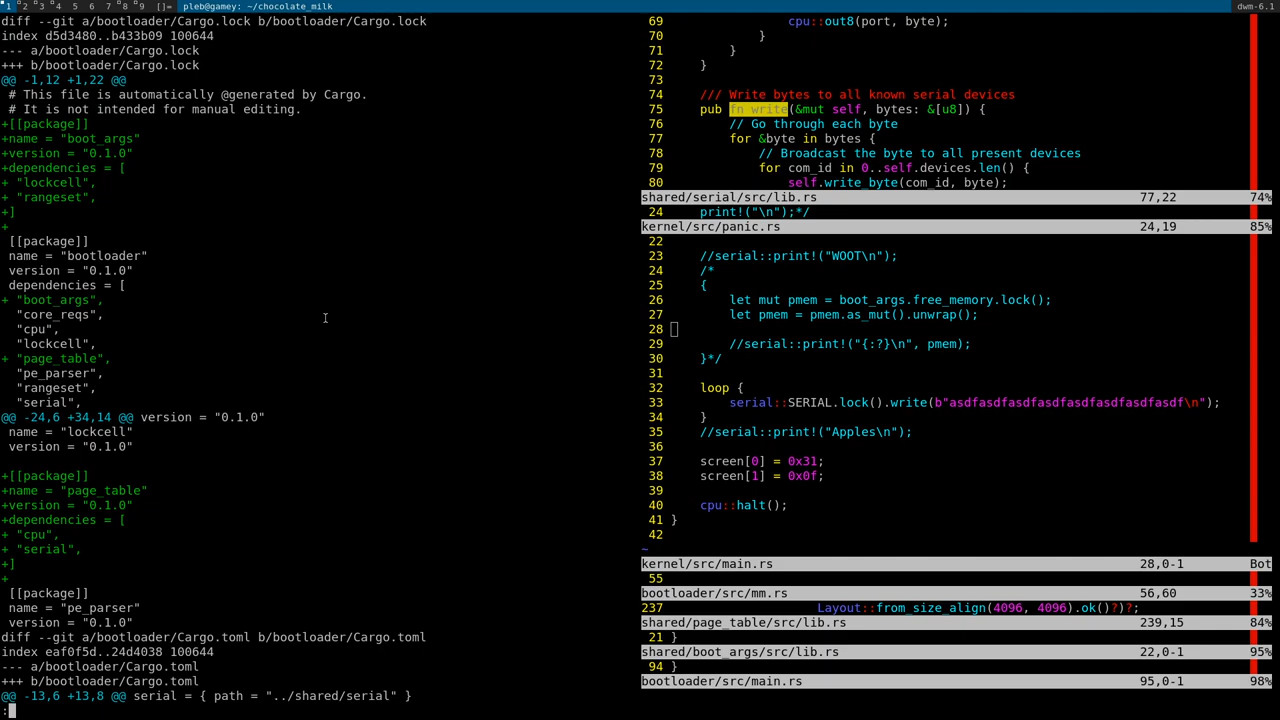 1 2 3 4 5 6 7 8 9 []= pleb@gamey: ~/chocolate_milk dwm-6.1
diff --git a/bootloader/Cargo.lock b/bootloader/Cargo.lock
index d5d3480..b433b09 100644
--- a/bootloader/Cargo.lock
+++ b/bootloader/Cargo.lock
@@ -1,12 +1,22 @@
 # This file is automatically @generated by Cargo.
 # It is not intended for manual editing.
+[[package]]
+name = "boot_args"
+version = "0.1.0"
+dependencies = [
+ "lockcell",
+ "rangeset",
+]
+
 [[package]]
 name = "bootloader"
 version = "0.1.0"
 dependencies = [
+ "boot_args",
  "core_reqs",
  "cpu",
  "lockcell",
+ "page_table",
  "pe_parser",
  "rangeset",
  "serial",
@@ -24,6 +34,14 @@ version = "0.1.0"
 name = "lockcell"
 version = "0.1.0"
+[[package]]
+name = "page_table"
+version = "0.1.0"
+dependencies = [
+ "cpu",
+ "serial",
+]
+
 [[package]]
 name = "pe_parser"
 version = "0.1.0"
diff --git a/bootloader/Cargo.toml b/bootloader/Cargo.toml
index eaf0f5d..24d4038 100644
--- a/bootloader/Cargo.toml
+++ b/bootloader/Cargo.toml
@@ -13,6 +13,8 @@ serial = { path = "../shared/serial" }
:
69                 cpu::out8(port, byte);
70             }
71         }
72     }
73
74     /// Write bytes to all known serial devices
75     pub fn write(&mut self, bytes: &[u8]) {
76         // Go through each byte
77         for &byte in bytes {
78             // Broadcast the byte to all present devices
79             for com_id in 0..self.devices.len() {
80                 self.write_byte(com_id, byte);
shared/serial/src/lib.rs 77,22 74%
24     print!("\n");*/
kernel/src/panic.rs 24,19 85%
22
23     //serial::print!("WOOT\n");
24     /*
25     {
26         let mut pmem = boot_args.free_memory.lock();
27         let pmem = pmem.as_mut().unwrap();
28
29         //serial::print!("{:?}\n", pmem);
30     }*/
31
32     loop {
33         serial::SERIAL.lock().write(b"asdfasdfasdfasdfasdfasdfasdfasdf\n");
34     }
35     //serial::print!("Apples\n");
36
37     screen[0] = 0x31;
38     screen[1] = 0x0f;
39
40     cpu::halt();
41 }
42
~
kernel/src/main.rs 28,0-1 Bot
55
bootloader/src/mm.rs 56,60 33%
237                     Layout::from_size_align(4096, 4096).ok()?)?;
shared/page_table/src/lib.rs 239,15 84%
21 }
shared/boot_args/src/lib.rs 22,0-1 95%
94 }
bootloader/src/main.rs 95,0-1 98%